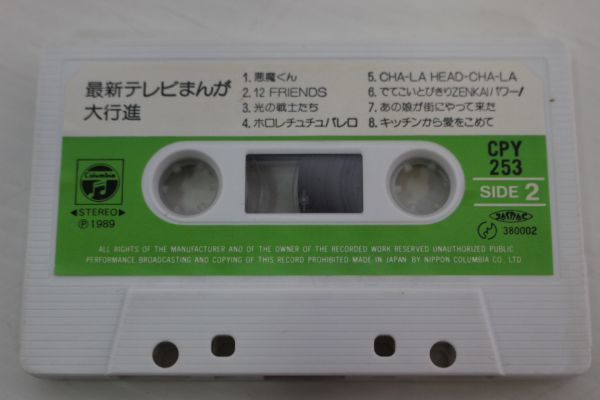 最新テレビまんが
大行進
1. 悪魔くん
2. 12 FRIENDS
3. 光の戦士たち
4. ホロレチュチュパレロ
5. CHA-LA HEAD-CHA-LA
6. でてこいとびきりZENKAIパワー!
7. あの娘が街にやって来た
8. キッチンから愛をこめて
CPY
253
SIDE 2
Columbia
◀STEREO▶
Ⓟ1989
380002
ALL RIGHTS OF THE MANUFACTURER AND OF THE OWNER OF THE RECORDED WORK RESERVED UNAUTHORIZED PUBLIC
PERFORMANCE BROADCASTING AND COPYING OF THIS RECORD PROHIBITED·MADE IN JAPAN BY NIPPON COLUMBIA CO., LTD.